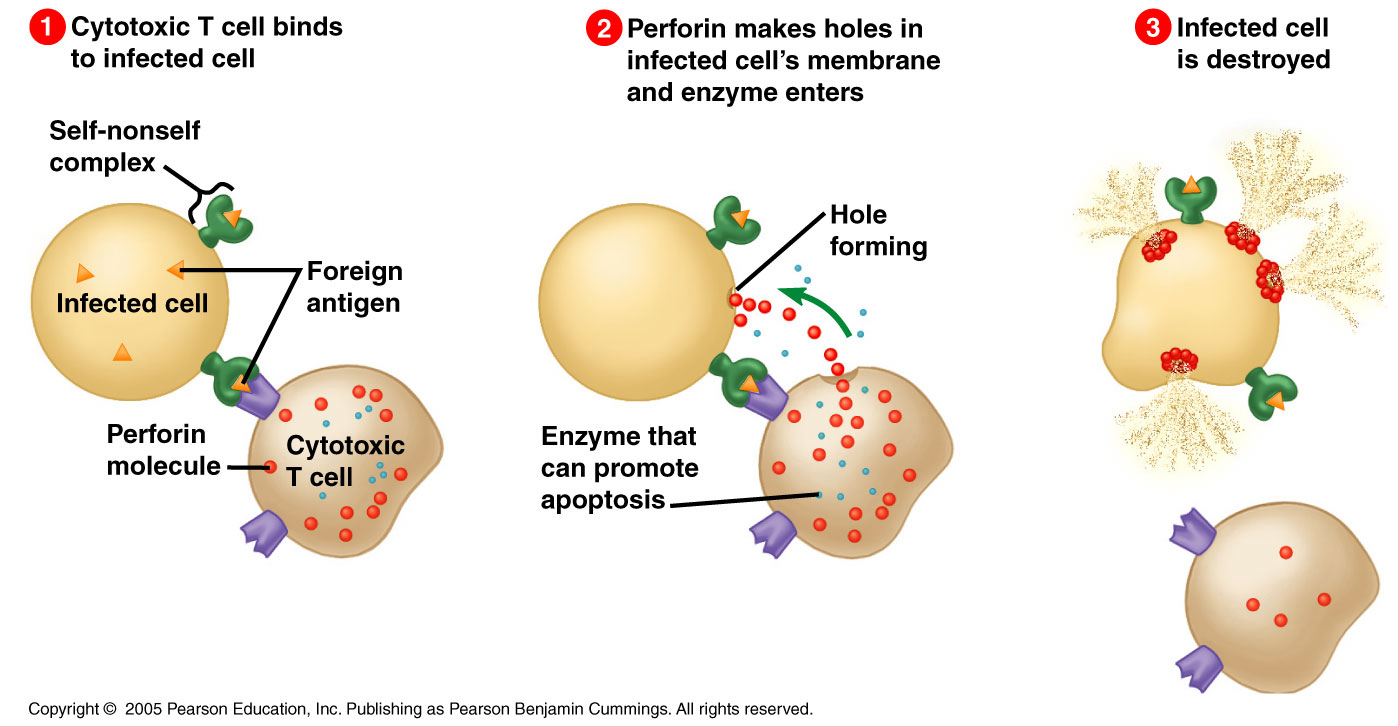 1 Cytotoxic T cell binds
to infected cell
Self-nonself
complex
Infected cell
Foreign
antigen
Perforin
molecule
Cytotoxic
T cell
2 Perforin makes holes in
infected cell's membrane
and enzyme enters
Hole
forming
Enzyme that
can promote
apoptosis
3 Infected cell
is destroyed
Copyright © 2005 Pearson Education, Inc. Publishing as Pearson Benjamin Cummings. All rights reserved.